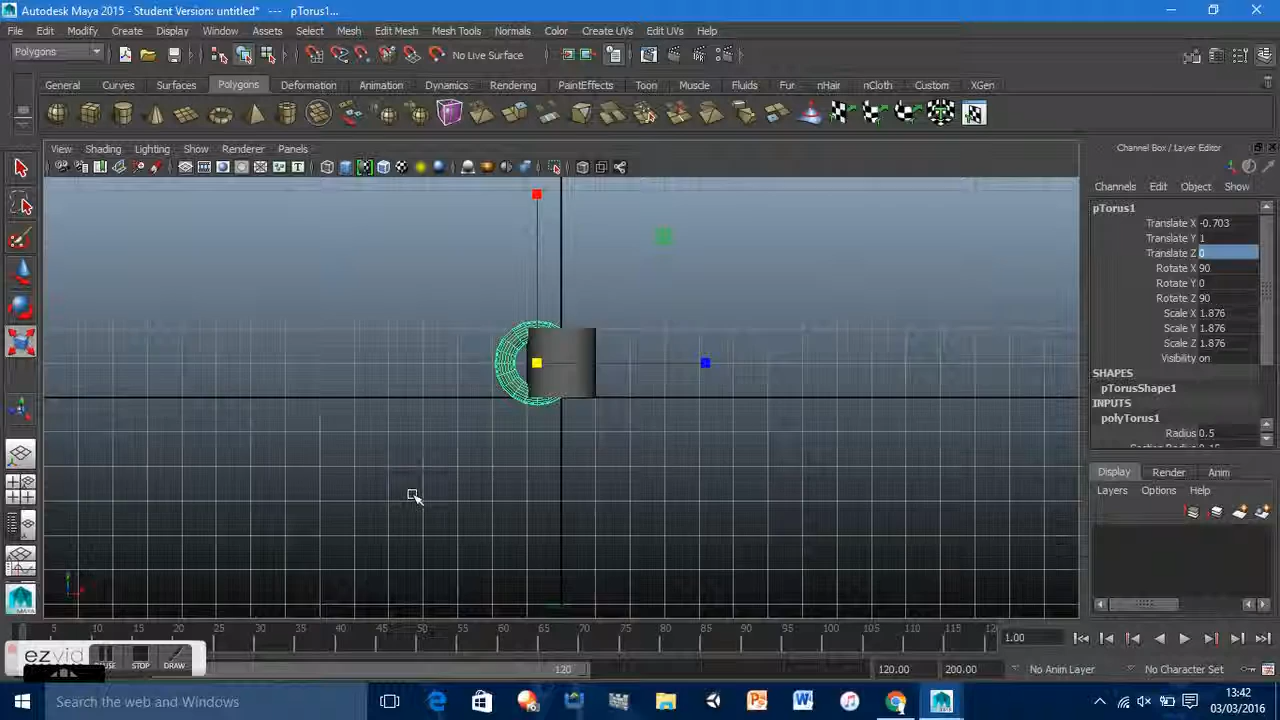 Autodesk Maya 2015 - Student Version: untitled* --- pTorus1...
File Edit Modify Create Display Window Assets Select Mesh Edit Mesh Mesh Tools Normals Color Create UVs Edit UVs Help
Polygons
No Live Surface
General Curves Surfaces Polygons Deformation Animation Dynamics Rendering PaintEffects Toon Muscle Fluids Fur nHair nCloth Custom XGen
View Shading Lighting Show Renderer Panels
Channel Box / Layer Editor
Channels Edit Object Show
pTorus1
Translate X -0.703
Translate Y 1
Translate Z 0
Rotate X 90
Rotate Y 0
Rotate Z 90
Scale X 1.876
Scale Y 1.876
Scale Z 1.876
Visibility on
SHAPES
pTorusShape1
INPUTS
polyTorus1
Radius 0.5
Display Render Anim
Layers Options Help
5 10 15 20 25 30 35 40 45 50 55 60 65 70 75 80 85 90 95 100 105 110 115 12
1.00
ezvid
STOP DRAW
120
120.00 200.00 No Anim Layer No Character Set
Search the web and Windows
13:42
03/03/2016